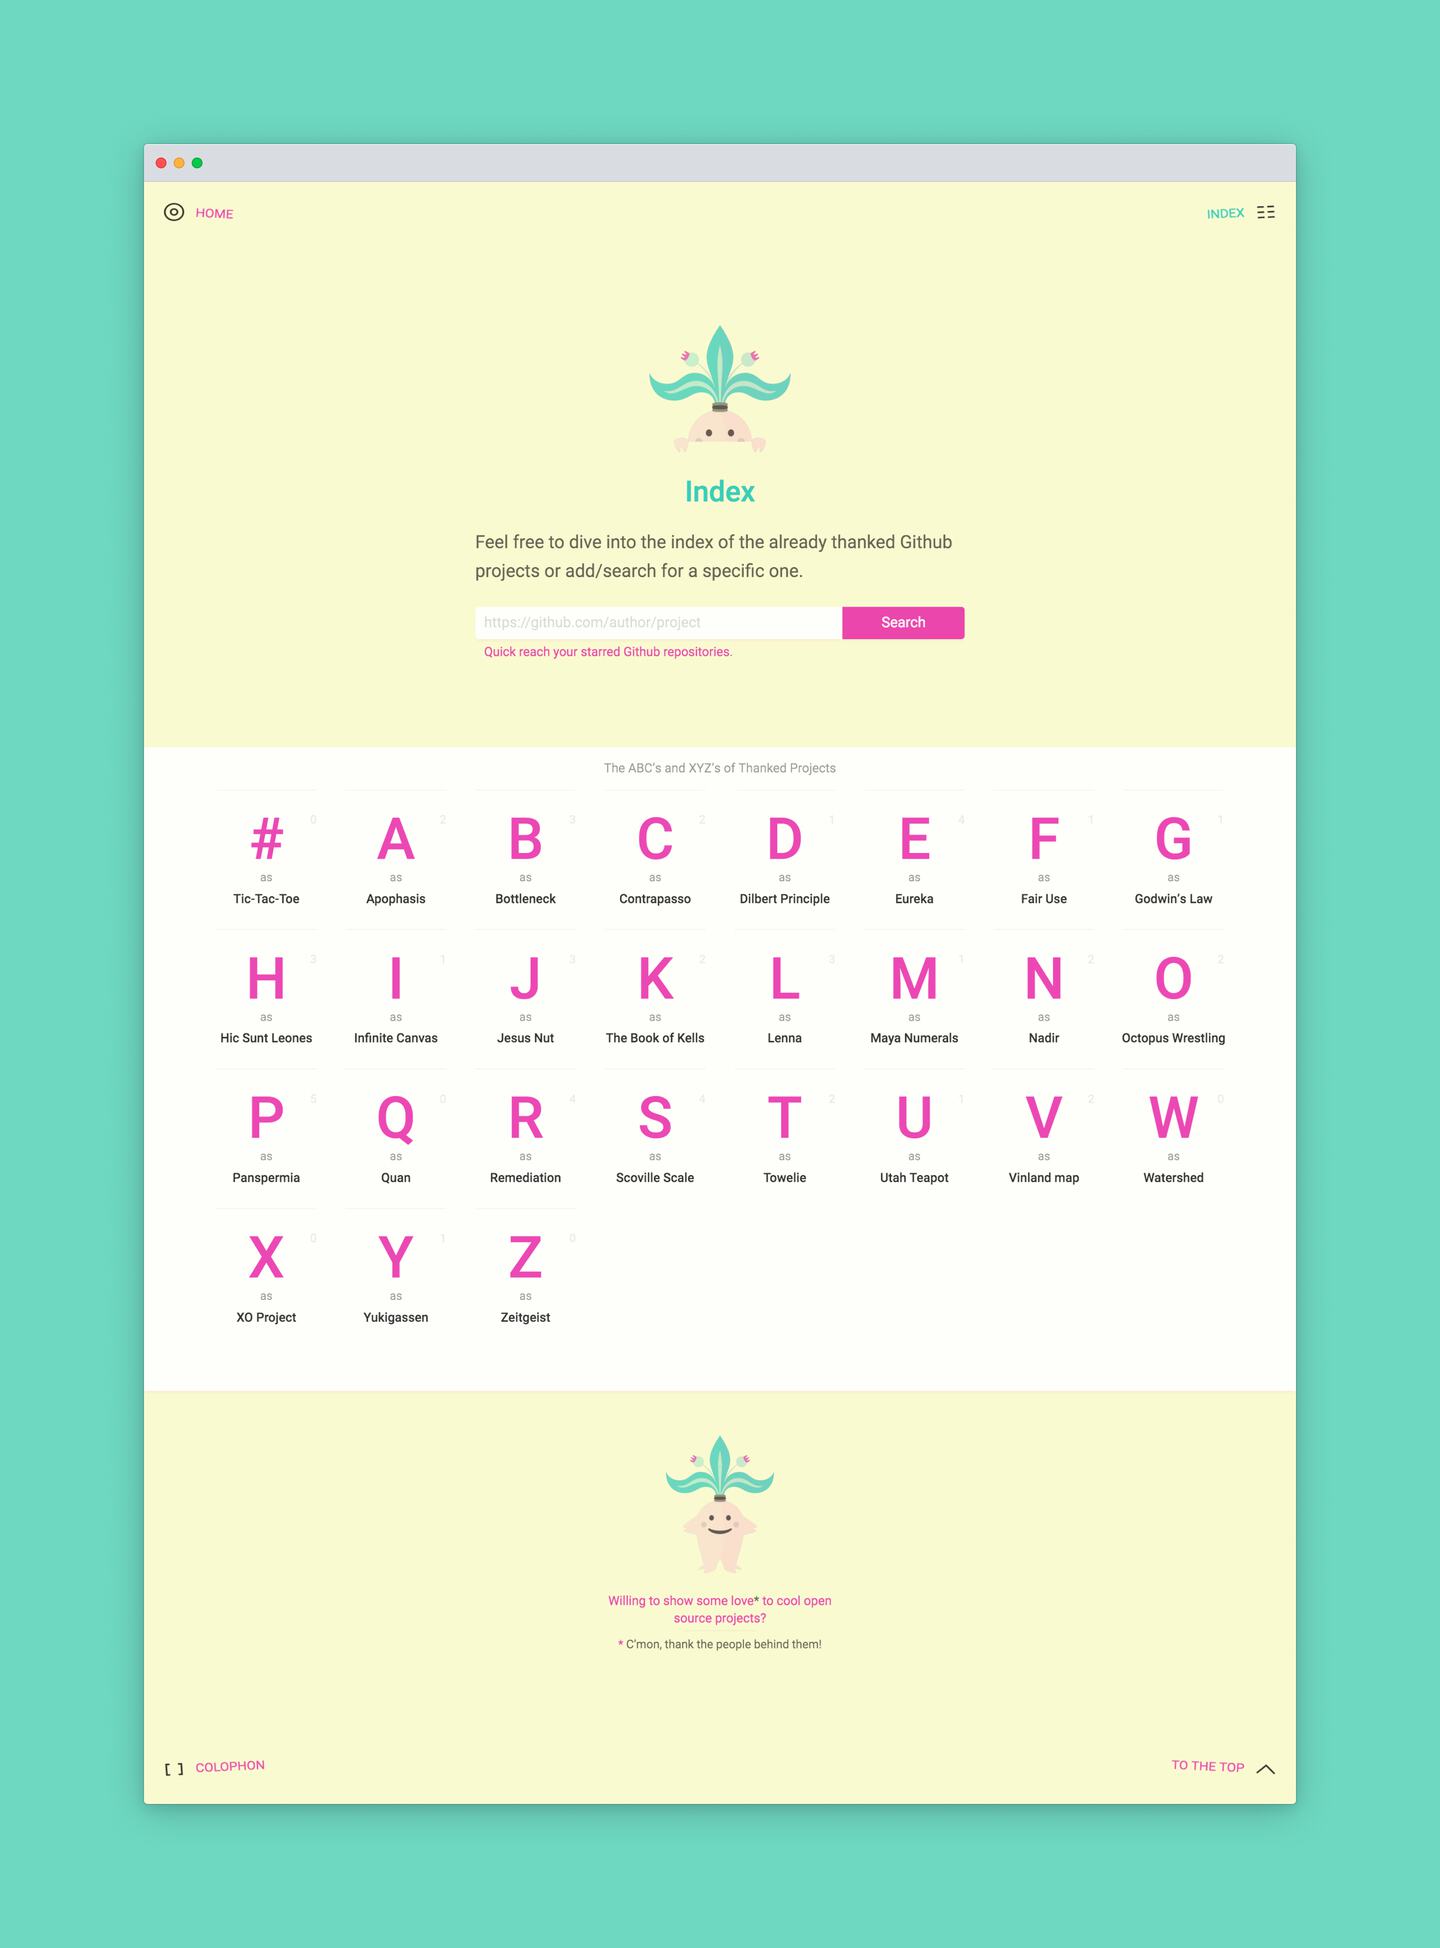 HOME
INDEX
Index
Feel free to dive into the index of the already thanked Github
projects or add/search for a specific one.
https://github.com/author/project
Search
Quick reach your starred Github repositories.
The ABC's and XYZ's of Thanked Projects
# 0
as
Tic-Tac-Toe
A 2
as
Apophasis
B 3
as
Bottleneck
C 2
as
Contrapasso
D 1
as
Dilbert Principle
E 4
as
Eureka
F 1
as
Fair Use
G 1
as
Godwin's Law
H 3
as
Hic Sunt Leones
I 1
as
Infinite Canvas
J 3
as
Jesus Nut
K 2
as
The Book of Kells
L 3
as
Lenna
M 1
as
Maya Numerals
N 2
as
Nadir
O 2
as
Octopus Wrestling
P 5
as
Panspermia
Q 0
as
Quan
R 4
as
Remediation
S 4
as
Scoville Scale
T 2
as
Towelie
U 1
as
Utah Teapot
V 2
as
Vinland map
W 0
as
Watershed
X 0
as
XO Project
Y 1
as
Yukigassen
Z 0
as
Zeitgeist
Willing to show some love* to cool open
source projects?
* C'mon, thank the people behind them!
[ ] COLOPHON
TO THE TOP